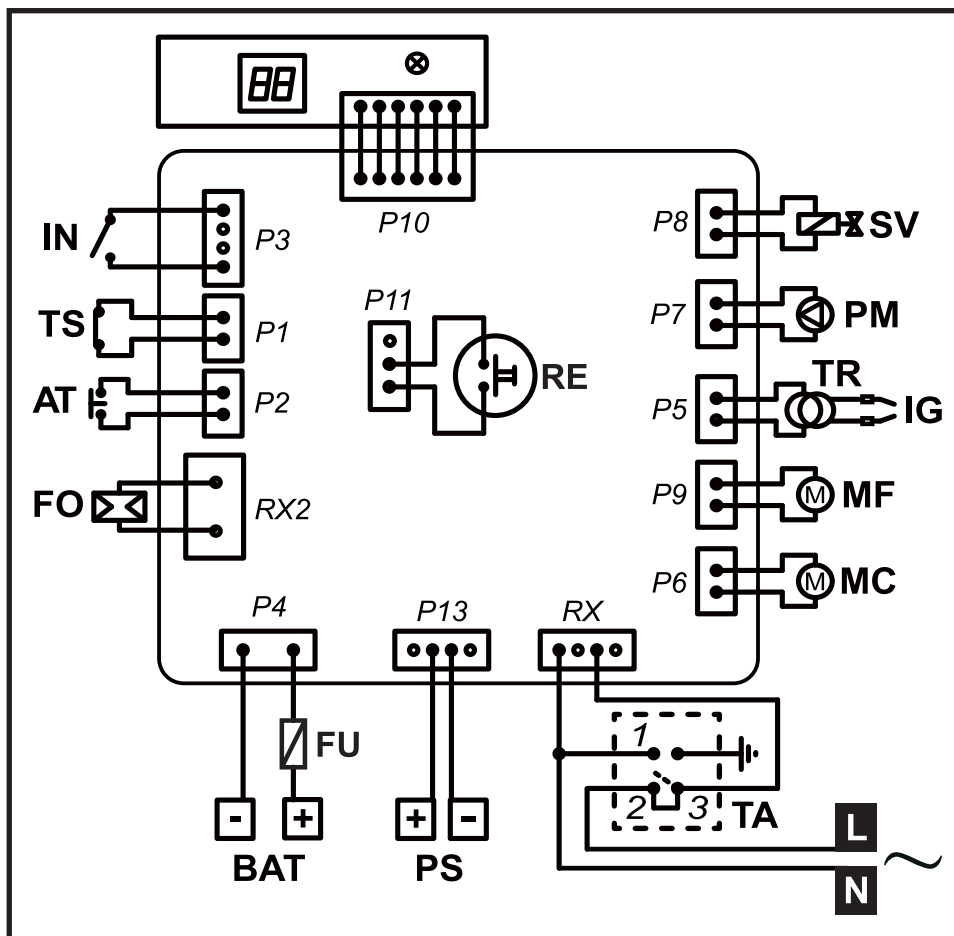 88
P10
IN
P3
P8
SV
P11
TS
P1
P7
PM
RE
TR
AT
P2
P5
IG
FO
RX2
P9
M
MF
P6
M
MC
P4
P13
RX
FU
1
2
3
TA
-
+
+
-
BAT
PS
L
N
~